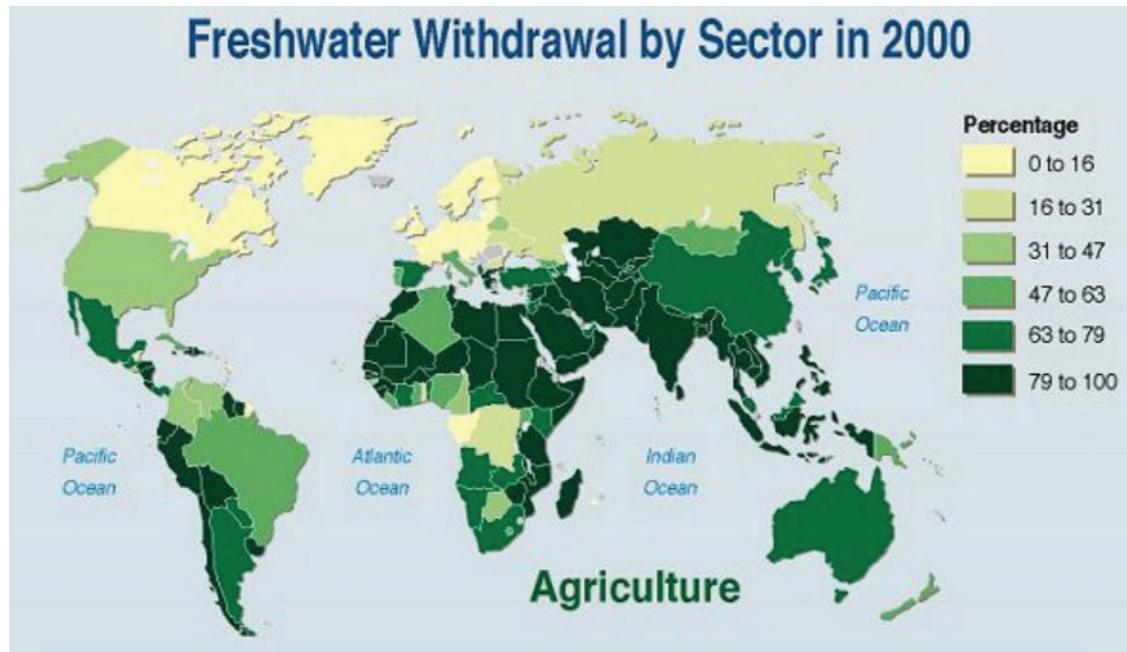 Freshwater Withdrawal by Sector in 2000
Percentage
0 to 16
16 to 31
31 to 47
47 to 63
63 to 79
79 to 100
Pacific
Ocean
Pacific
Ocean
Atlantic
Ocean
Indian
Ocean
Agriculture